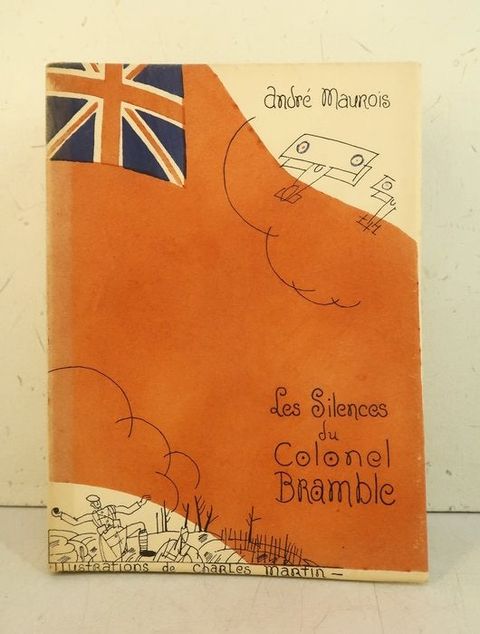 André Maurois
Les Silences
du
Colonel
Bramble
Illustrations de Charles Martin –